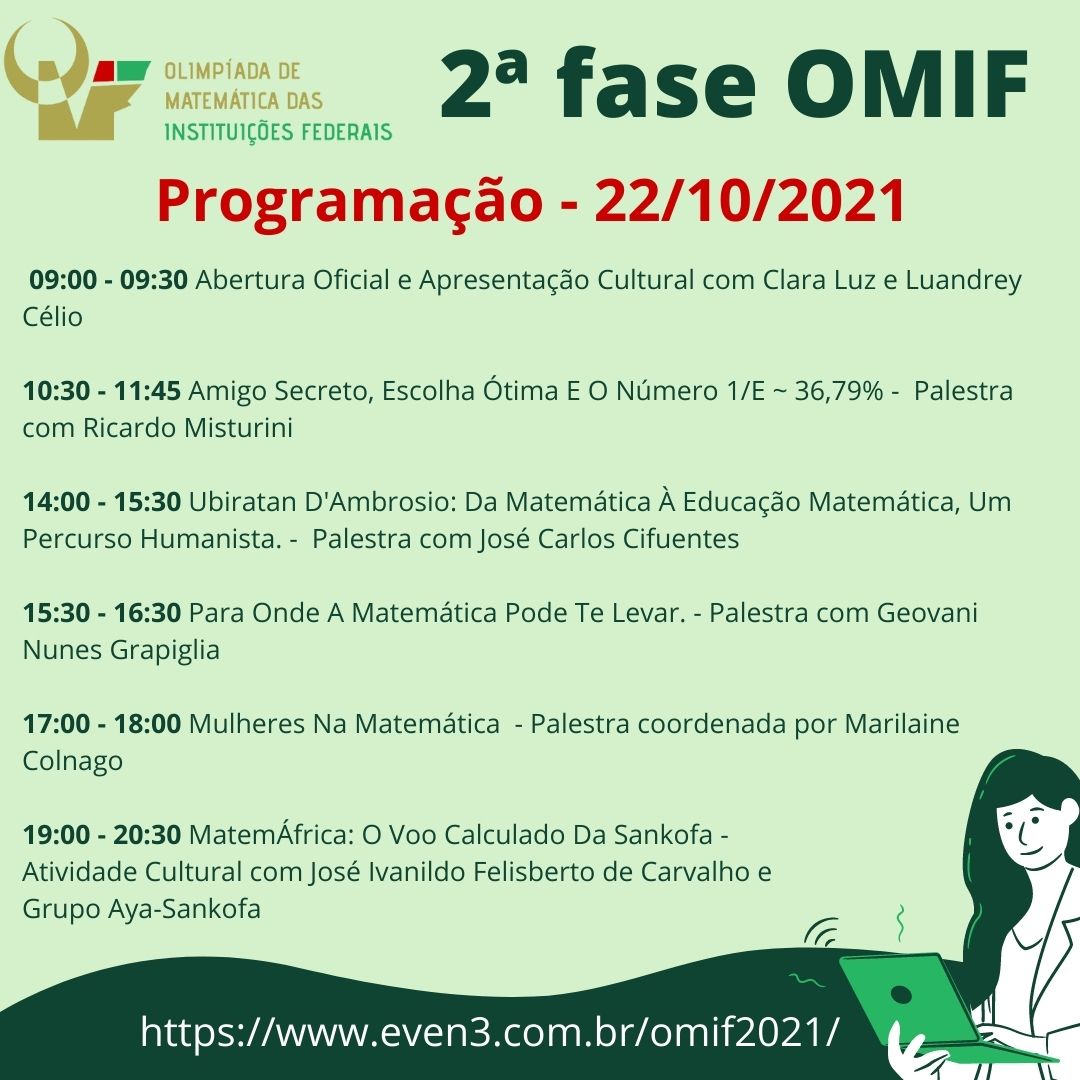 OLIMPÍADA DE
MATEMÁTICA DAS
INSTITUIÇÕES FEDERAIS
2ª fase OMIF
Programação - 22/10/2021
09:00 - 09:30 Abertura Oficial e Apresentação Cultural com Clara Luz e Luandrey
Célio
10:30 - 11:45 Amigo Secreto, Escolha Ótima E O Número 1/E ~ 36,79% - Palestra
com Ricardo Misturini
14:00 - 15:30 Ubiratan D'Ambrosio: Da Matemática À Educação Matemática, Um
Percurso Humanista. - Palestra com José Carlos Cifuentes
15:30 - 16:30 Para Onde A Matemática Pode Te Levar. - Palestra com Geovani
Nunes Grapiglia
17:00 - 18:00 Mulheres Na Matemática - Palestra coordenada por Marilaine
Colnago
19:00 - 20:30 MatemÁfrica: O Voo Calculado Da Sankofa -
Atividade Cultural com José Ivanildo Felisberto de Carvalho e
Grupo Aya-Sankofa
https://www.even3.com.br/omif2021/